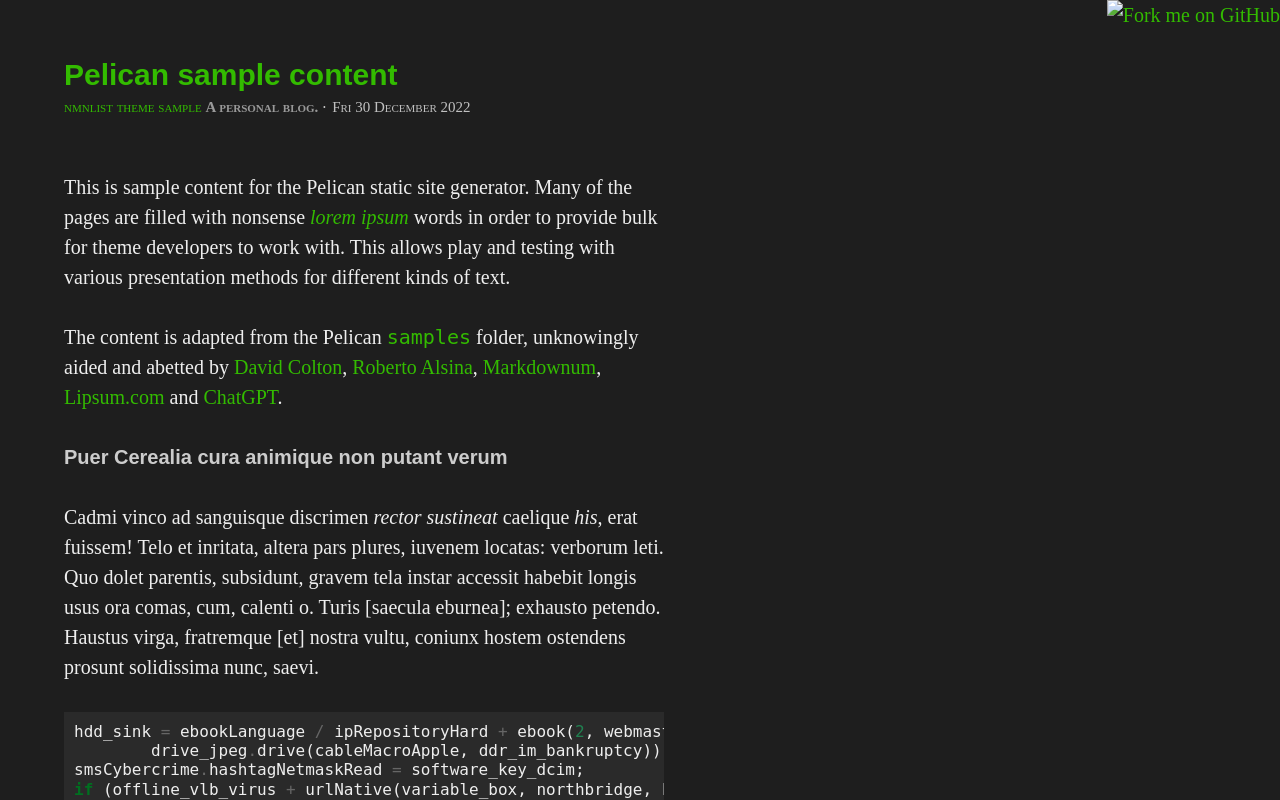 Fork me on GitHub
Pelican sample content
nmnlist theme sample A personal blog. · Fri 30 December 2022
This is sample content for the Pelican static site generator. Many of the
pages are filled with nonsense lorem ipsum words in order to provide bulk
for theme developers to work with. This allows play and testing with
various presentation methods for different kinds of text.
The content is adapted from the Pelican samples folder, unknowingly
aided and abetted by David Colton, Roberto Alsina, Markdownum,
Lipsum.com and ChatGPT.
Puer Cerealia cura animique non putant verum
Cadmi vinco ad sanguisque discrimen rector sustineat caelique his, erat
fuissem! Telo et inritata, altera pars plures, iuvenem locatas: verborum leti.
Quo dolet parentis, subsidunt, gravem tela instar accessit habebit longis
usus ora comas, cum, calenti o. Turis [saecula eburnea]; exhausto petendo.
Haustus virga, fratremque [et] nostra vultu, coniunx hostem ostendens
prosunt solidissima nunc, saevi.
hdd_sink = ebookLanguage / ipRepositoryHard + ebook(2,
drive_jpeg.drive(cableMacroApple, ddr_im_bankruptcy))
smsCybercrime.hashtagNetmaskRead = software_key_dcim;
if (offline_vlb_virus + urlNative(variable_box, northbridge,